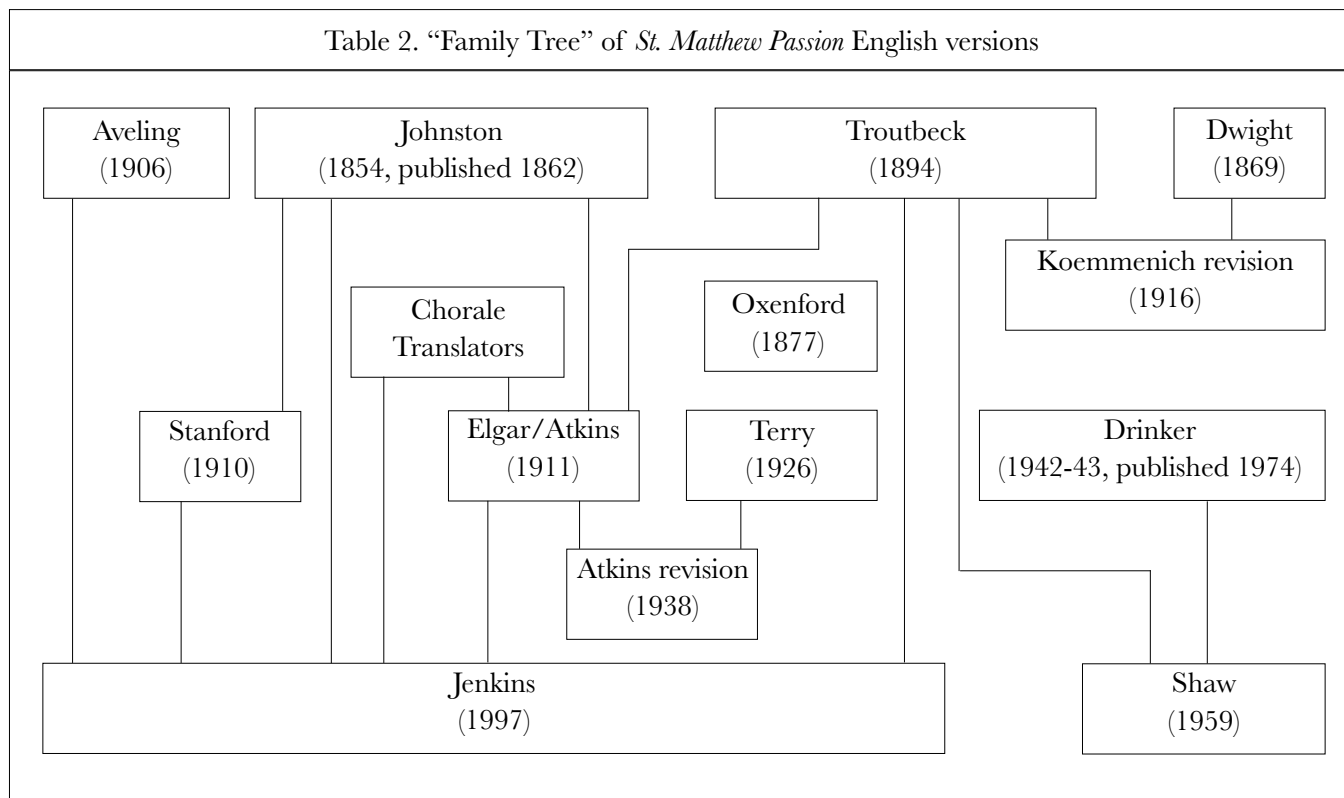 Table 2. “Family Tree” of St. Matthew Passion English versions
Aveling
(1906)
Johnston
(1854, published 1862)
Troutbeck
(1894)
Dwight
(1869)
Koemmenich revision
(1916)
Oxenford
(1877)
Chorale
Translators
Stanford
(1910)
Elgar/Atkins
(1911)
Terry
(1926)
Drinker
(1942-43, published 1974)
Atkins revision
(1938)
Jenkins
(1997)
Shaw
(1959)